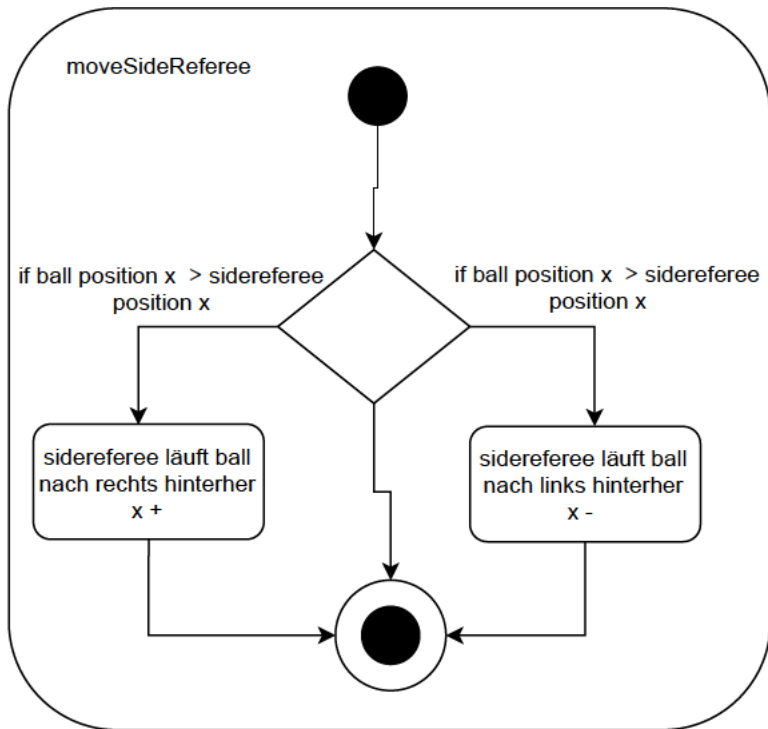 moveSideReferee
if ball position x > sidereferee
position x
if ball position x > sidereferee
position x
sidereferee läuft ball
nach rechts hinterher
x +
sidereferee läuft ball
nach links hinterher
x -